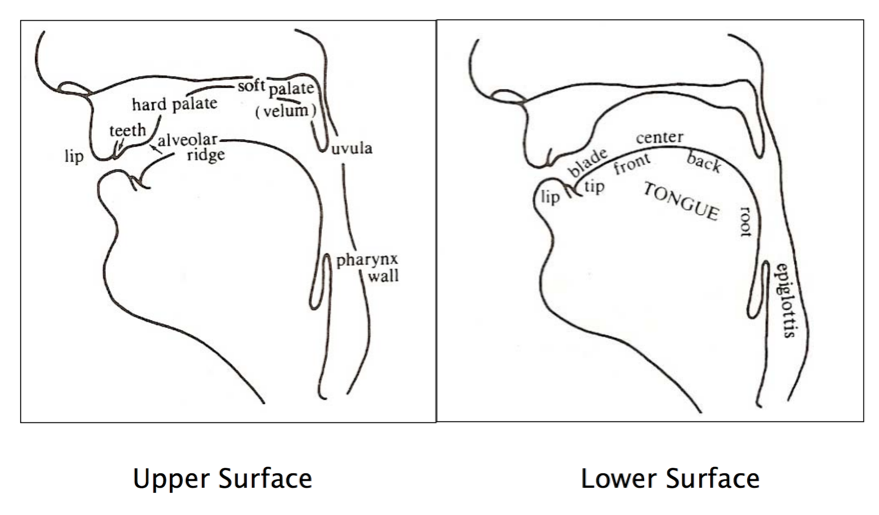 soft palate
(velum)
hard palate
teeth
alveolar
ridge
lip
uvula
pharynx
wall
center
blade
front
back
lip
tip
TONGUE
root
epiglottis
Upper Surface
Lower Surface